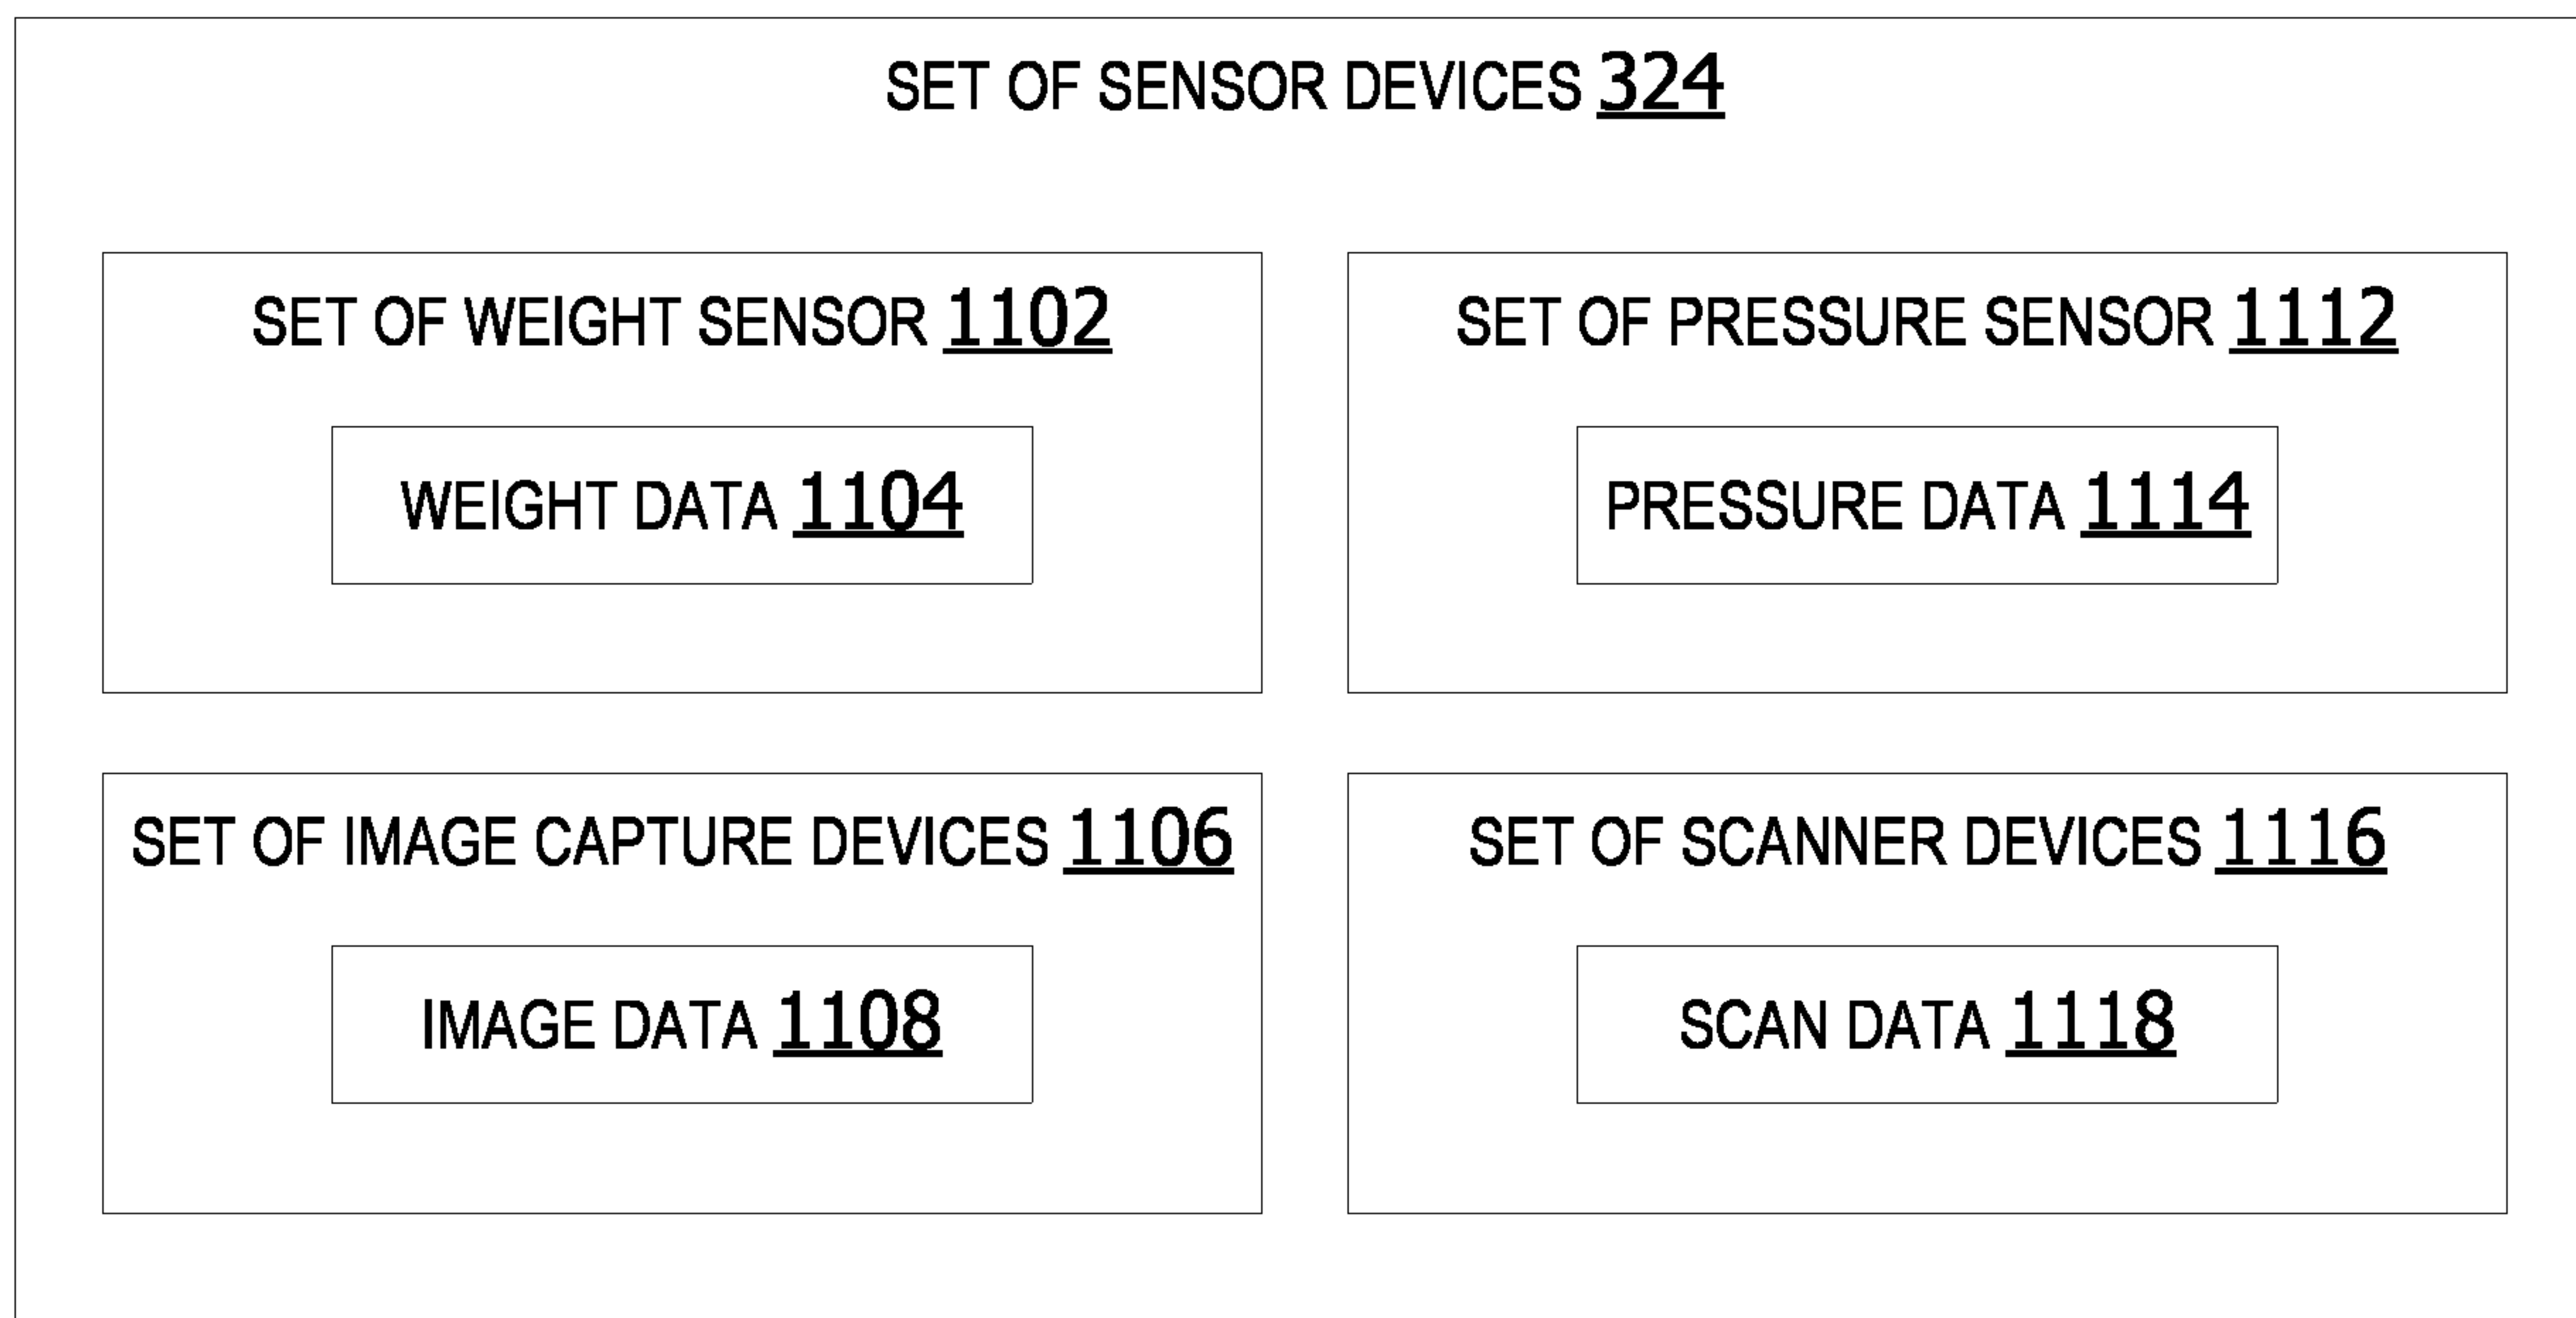 SET OF SENSOR DEVICES 324
SET OF WEIGHT SENSOR 1102
WEIGHT DATA 1104
SET OF PRESSURE SENSOR 1112
PRESSURE DATA 1114
SET OF IMAGE CAPTURE DEVICES 1106
IMAGE DATA 1108
SET OF SCANNER DEVICES 1116
SCAN DATA 1118